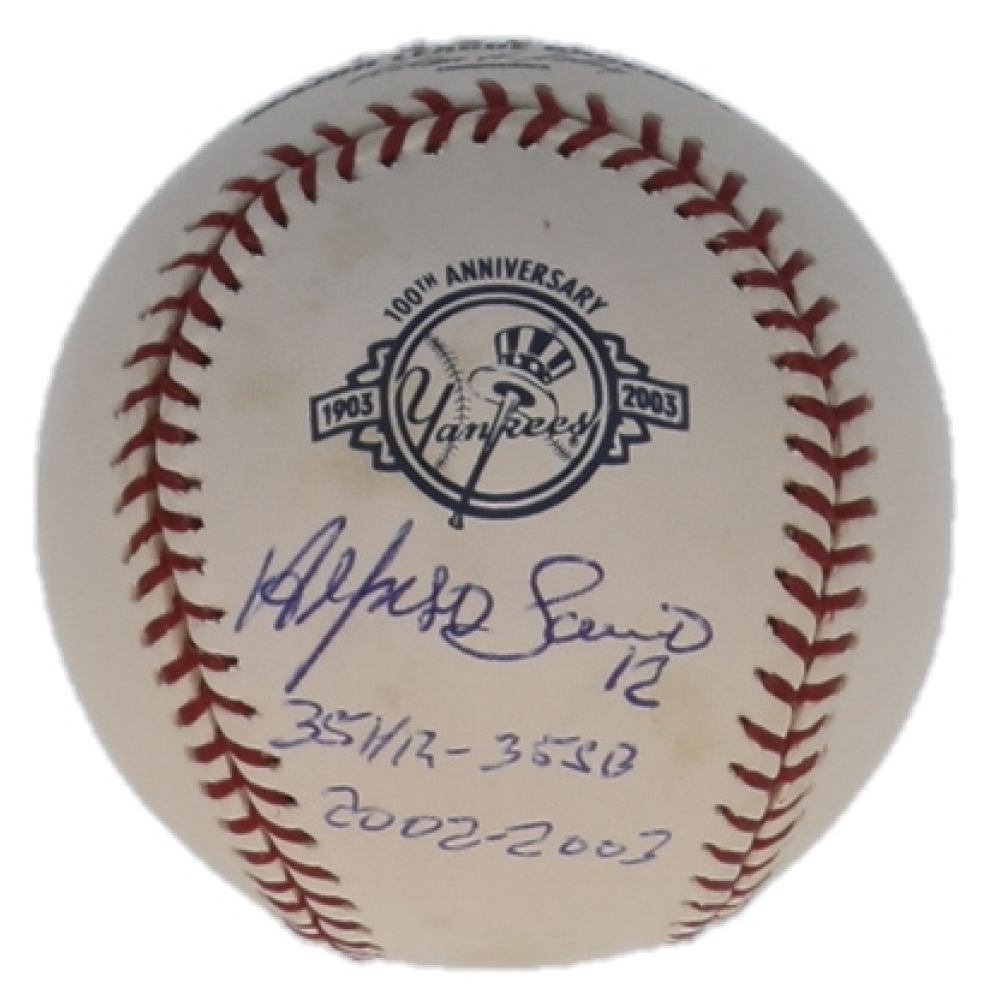 100TH ANNIVERSARY
1903 Yankees 2003
Alfonso Soriano
12
35HR-35SB
2002-2003